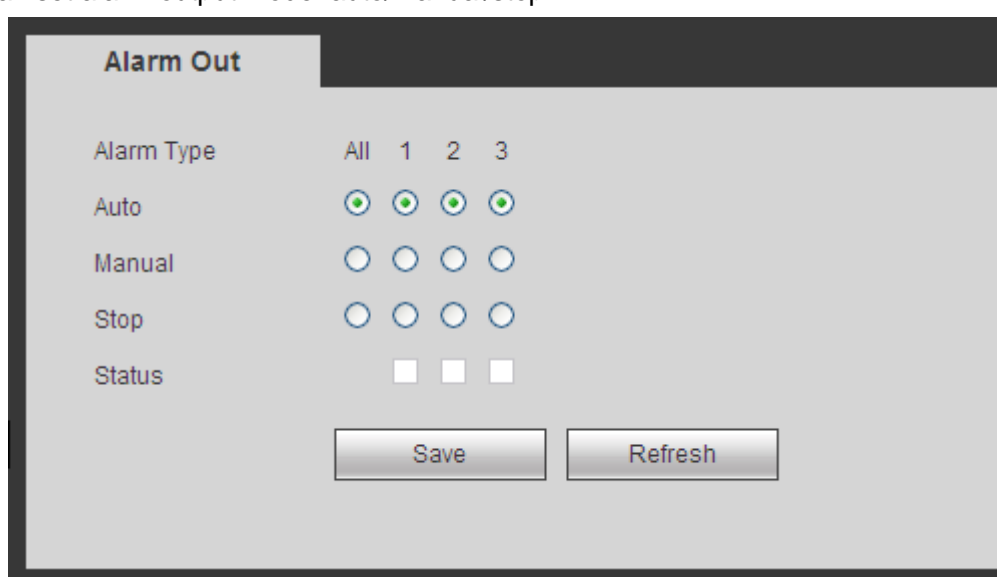 Alarm Out
Alarm Type All 1 2 3
Auto
Manual
Stop
Status
Save Refresh